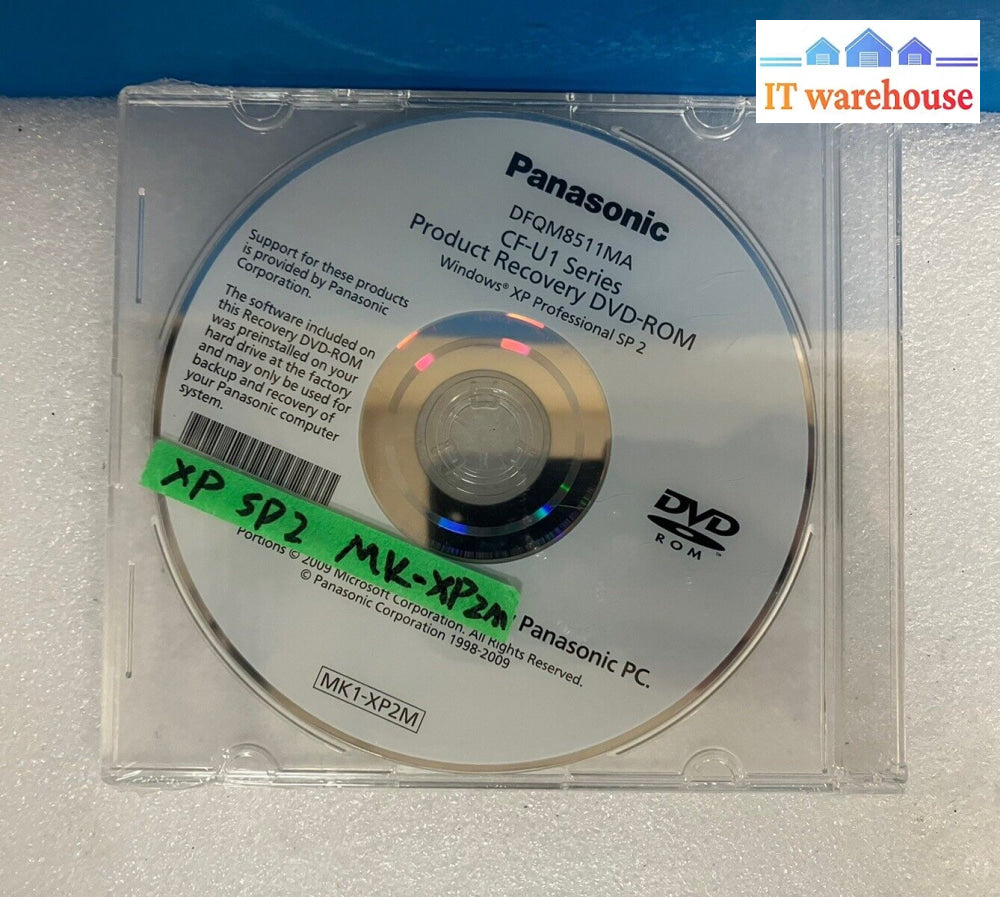 IT warehouse
Panasonic
DFQM8511MA
CF-U1 Series
Product Recovery DVD-ROM
Windows® XP Professional SP 2
Support for these products
is provided by Panasonic
Corporation.
The software included on
this Recovery DVD-ROM
was preinstalled on your
hard drive at the factory
and may only be used for
backup and recovery of
your Panasonic computer
system.
XP SP2 MK-XP2M
DVD
ROM
™
Panasonic PC.
Portions © 2009 Microsoft Corporation. All Rights Reserved.
© Panasonic Corporation 1998-2009
MK1-XP2M